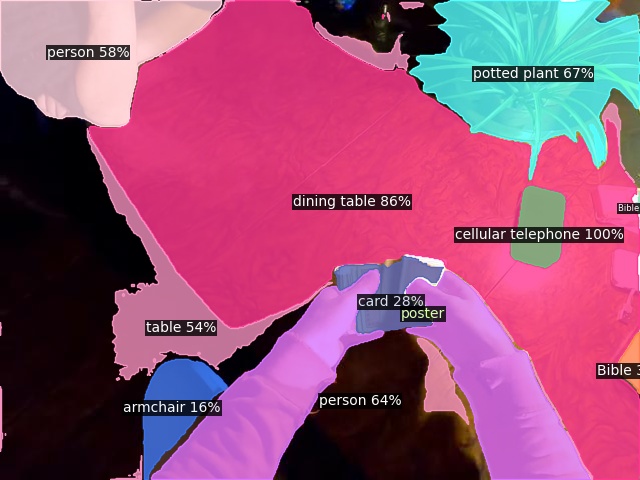 person 58%
potted plant 67%
dining table 86%
Bible
cellular telephone 100%
card 28%
poster
table 54%
Bible 3
armchair 16%
person 64%